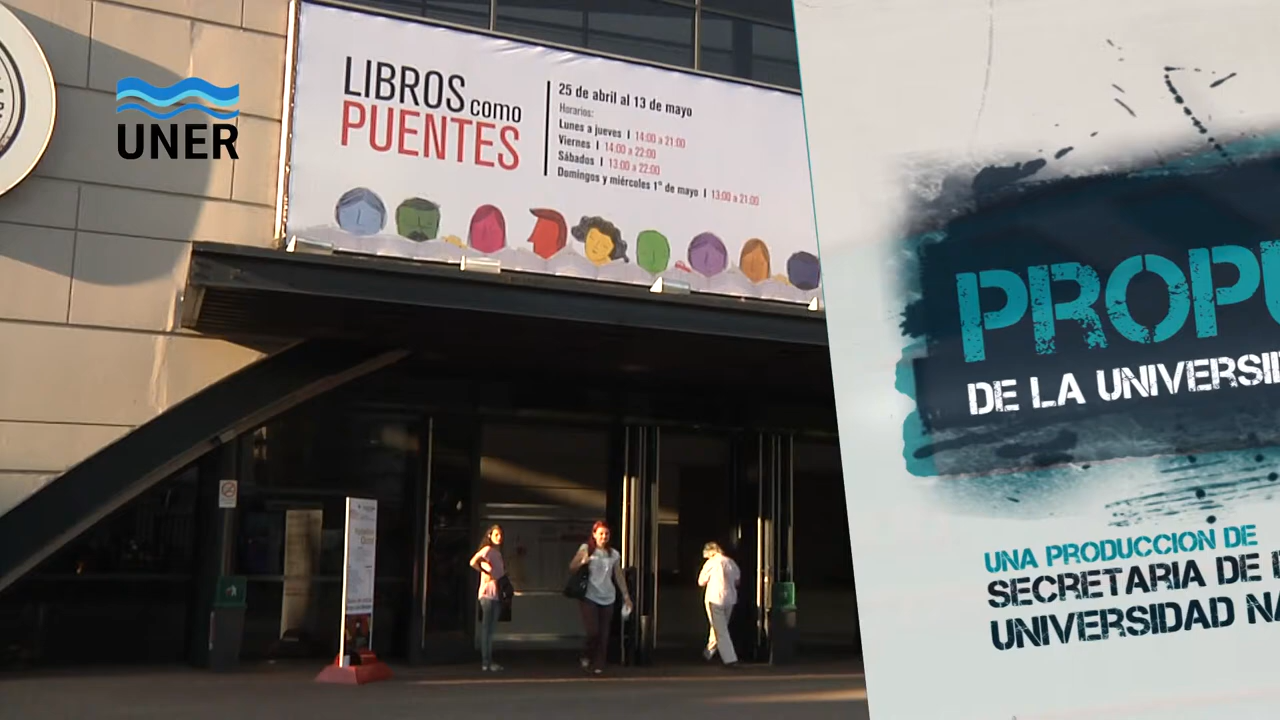 UNER
LIBROS como
PUENTES
25 de abril al 13 de mayo
Horarios:
Lunes a jueves | 14:00 a 21:00
Viernes | 14:00 a 22:00
Sábados | 13:00 a 22:00
Domingos y miércoles 1° de mayo | 13:00 a 21:00
PROPU
DE LA UNIVERSID
UNA PRODUCCION DE
SECRETARIA DE E
UNIVERSIDAD NA